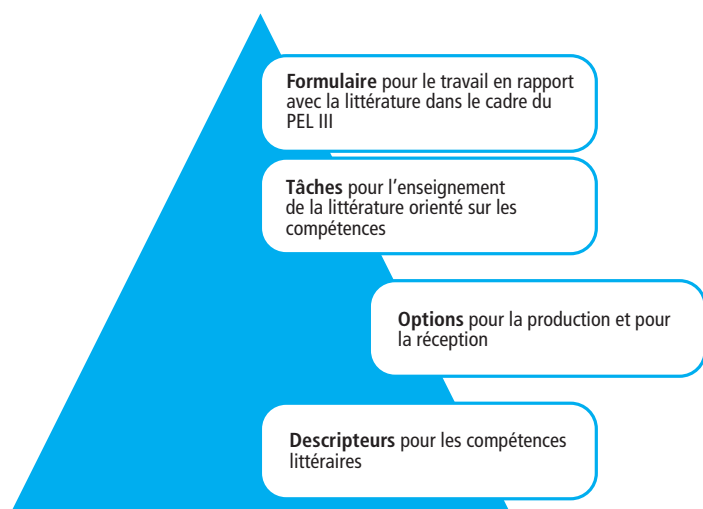 Formulaire pour le travail en rapport
avec la littérature dans le cadre du
PEL III
Tâches pour l'enseignement
de la littérature orienté sur les
compétences
Options pour la production et pour
la réception
Descripteurs pour les compétences
littéraires